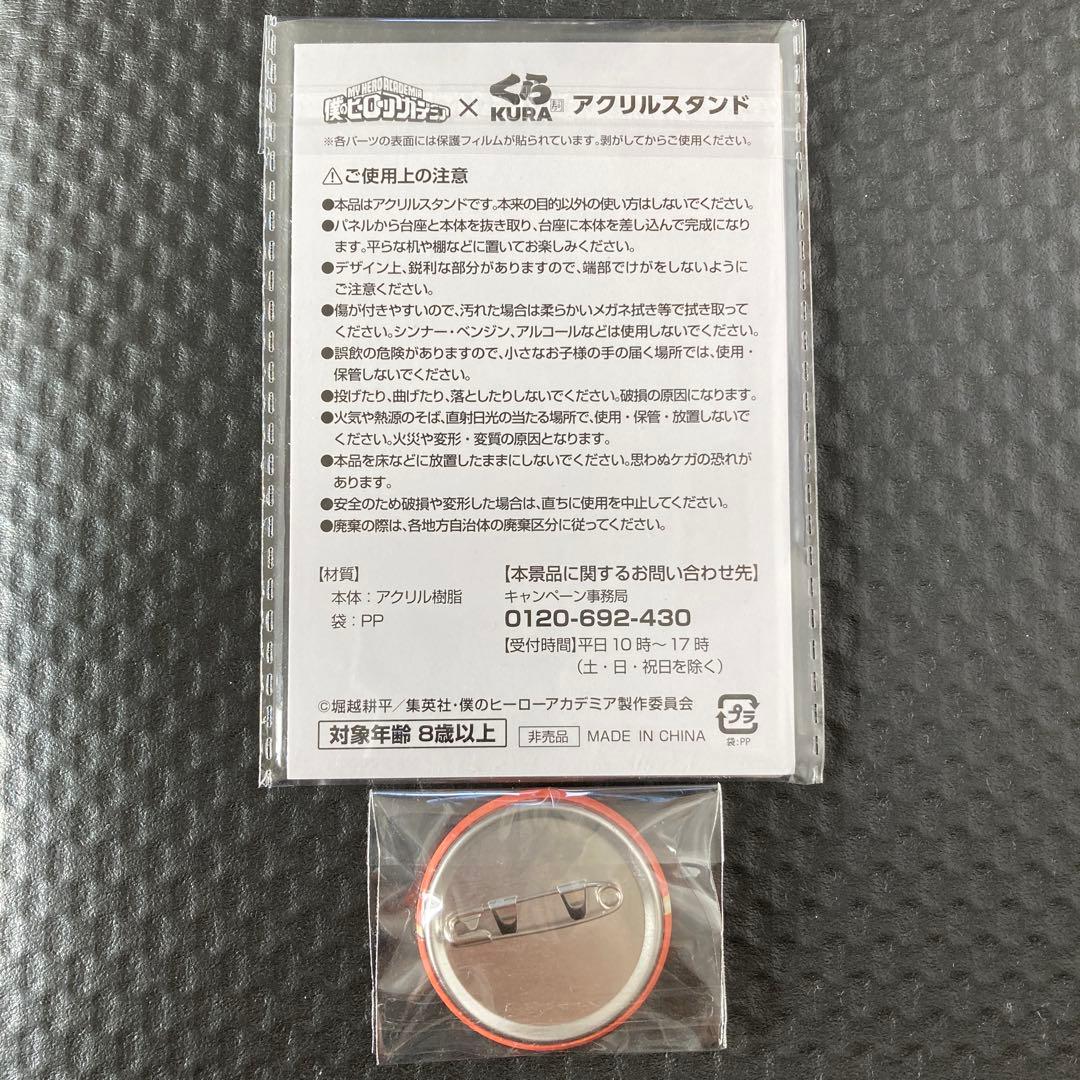 MY HERO ACADEMIA
僕のヒーローアカデミア × くら KURA アクリルスタンド
※各パーツの表面には保護フィルムが貼られています。剥がしてからご使用ください。
⚠ご使用上の注意
●本品はアクリルスタンドです。本来の目的以外の使い方はしないでください。
●パネルから台座と本体を抜き取り、台座に本体を差し込んで完成になり
ます。平らな机や棚などに置いてお楽しみください。
●デザイン上、鋭利な部分がありますので、端部でけがをしないように
ご注意ください。
●傷が付きやすいので、汚れた場合は柔らかいメガネ拭き等で拭き取って
ください。シンナー・ベンジン、アルコールなどは使用しないでください。
●誤飲の危険がありますので、小さなお子様の手の届く場所では、使用・
保管しないでください。
●投げたり、曲げたり、落としたりしないでください。破損の原因になります。
●火気や熱源のそば、直射日光の当たる場所で、使用・保管・放置しないで
ください。火災や変形・変質の原因となります。
●本品を床などに放置したままにしないでください。思わぬケガの恐れが
あります。
●安全のため破損や変形した場合は、直ちに使用を中止してください。
●廃棄の際は、各地方自治体の廃棄区分に従ってください。
【材質】
本体：アクリル樹脂
袋：PP
【本景品に関するお問い合わせ先】
キャンペーン事務局
0120-692-430
【受付時間】平日10時～17時
（土・日・祝日を除く）
©堀越耕平／集英社・僕のヒーローアカデミア製作委員会
対象年齢 8歳以上 非売品 MADE IN CHINA
プラ
袋:PP